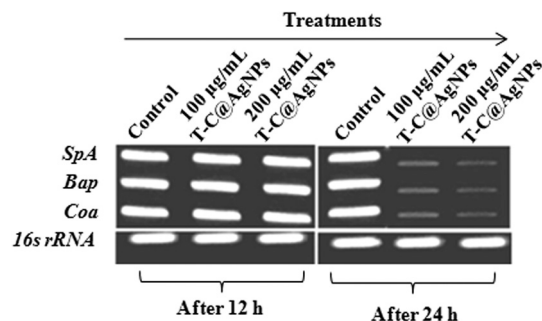 Treatments
Control
100 µg/mL
T-C@AgNPs
200 µg/mL
T-C@AgNPs
Control
100 µg/mL
T-C@AgNPs
200 µg/mL
T-C@AgNPs
SpA
Bap
Coa
16s rRNA
After 12 h
After 24 h